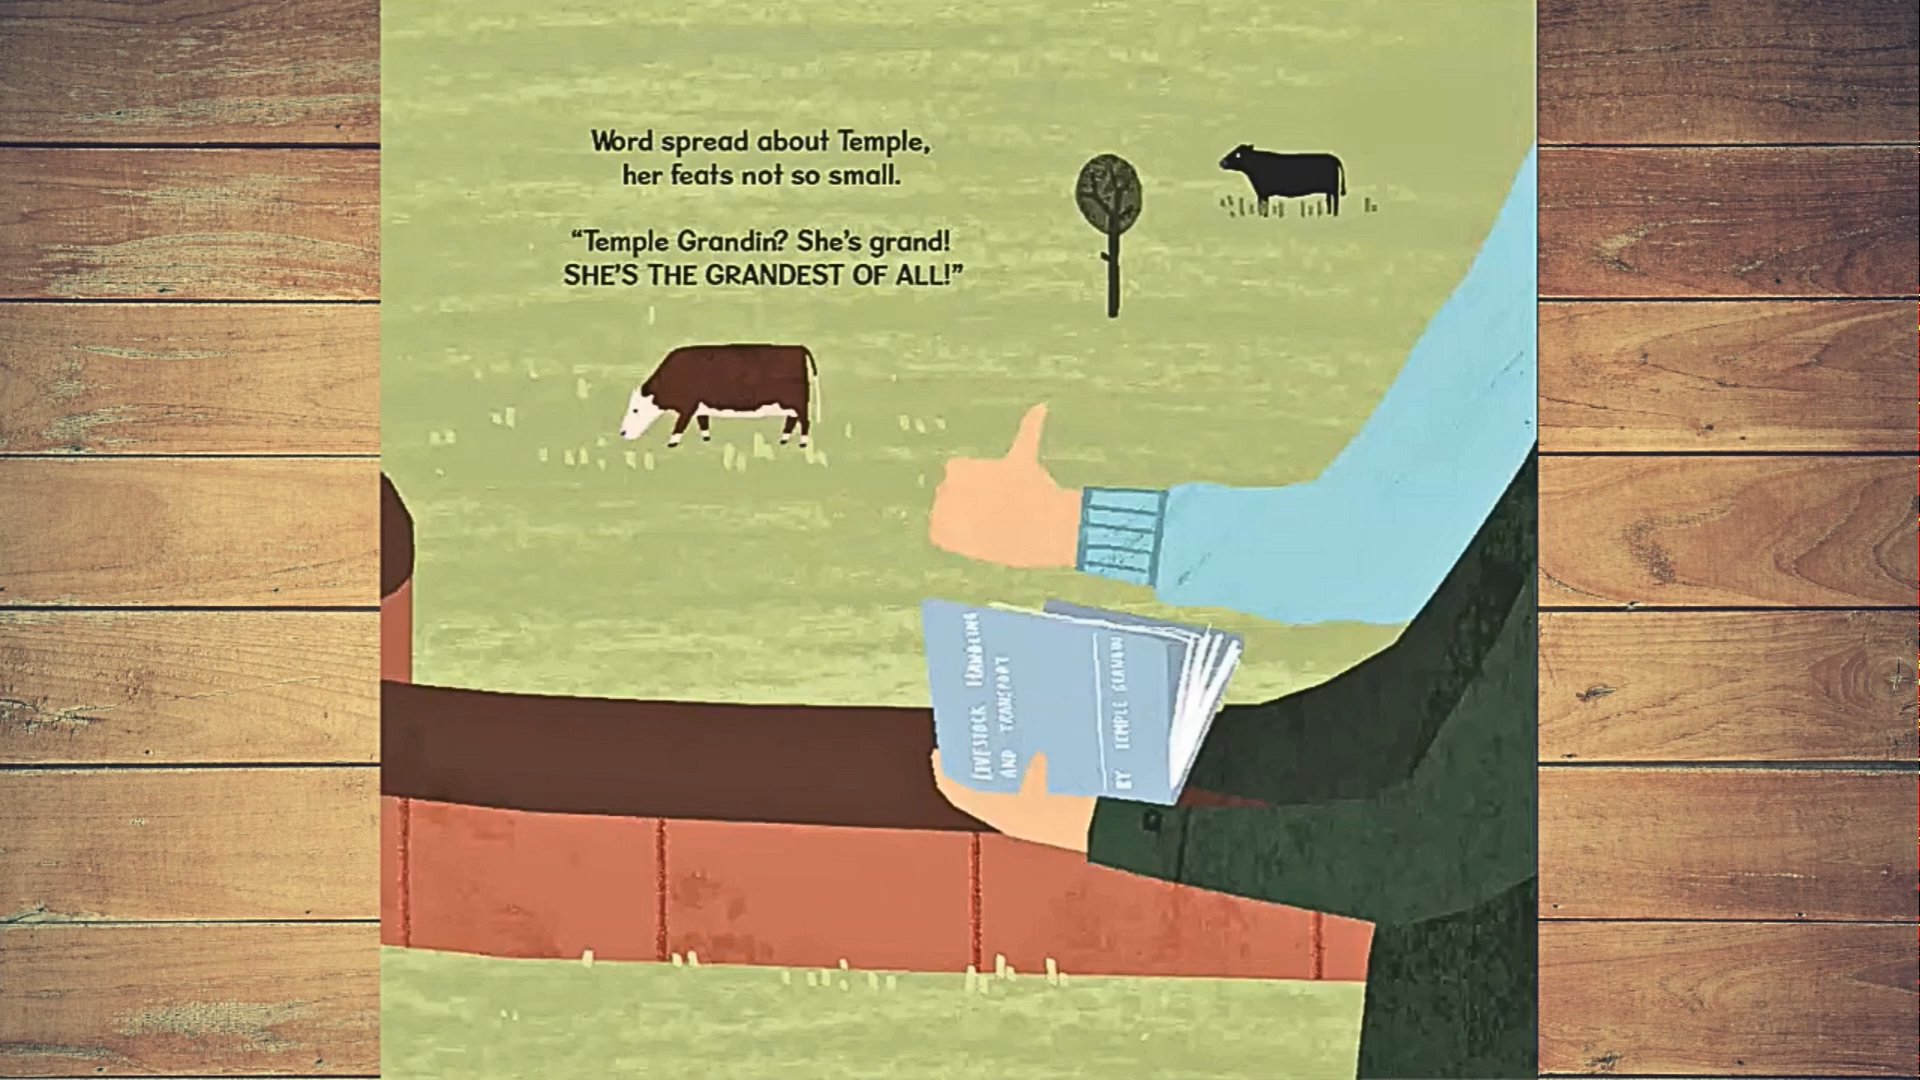 Word spread about Temple,
her feats not so small.
“Temple Grandin? She’s grand!
SHE’S THE GRANDEST OF ALL!”
LIVESTOCK HANDLING
AND TRANSPORT
BY TEMPLE GRANDIN